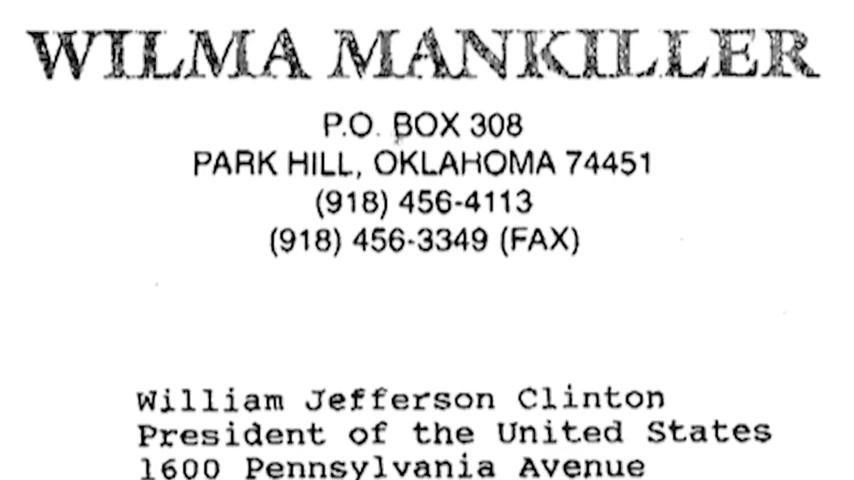 WILMA MANKILLER
P.O. BOX 308
PARK HILL, OKLAHOMA 74451
(918) 456-4113
(918) 456-3349 (FAX)
William Jefferson Clinton
President of the United States
1600 Pennsylvania Avenue